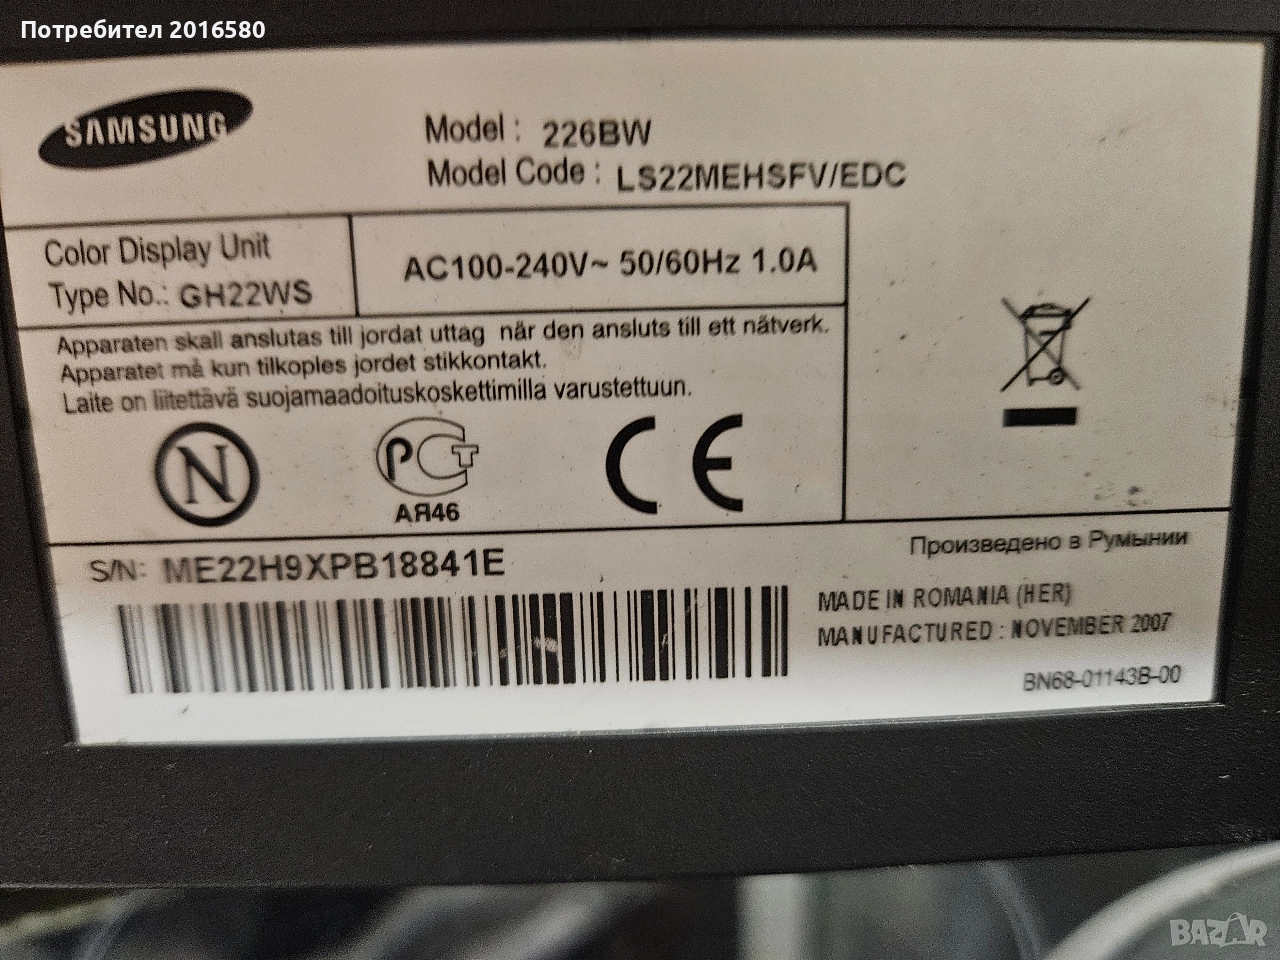 Потребител 2016580
SAMSUNG
Model : 226BW
Model Code : LS22MEHSFV/EDC
Color Display Unit
Type No.: GH22WS
AC100-240V~ 50/60Hz 1.0A
Apparaten skall anslutas till jordat uttag när den ansluts till ett nätverk.
Apparatet må kun tilkoples jordet stikkontakt.
Laite on liitettävä suojamaadoituskoskettimilla varustettuun.
N
РСТ
АЯ46
CE
S/N: ME22H9XPB18841E
Произведено в Румынии
MADE IN ROMANIA (HER)
MANUFACTURED : NOVEMBER 2007
BN68-01143B-00
BAZAR